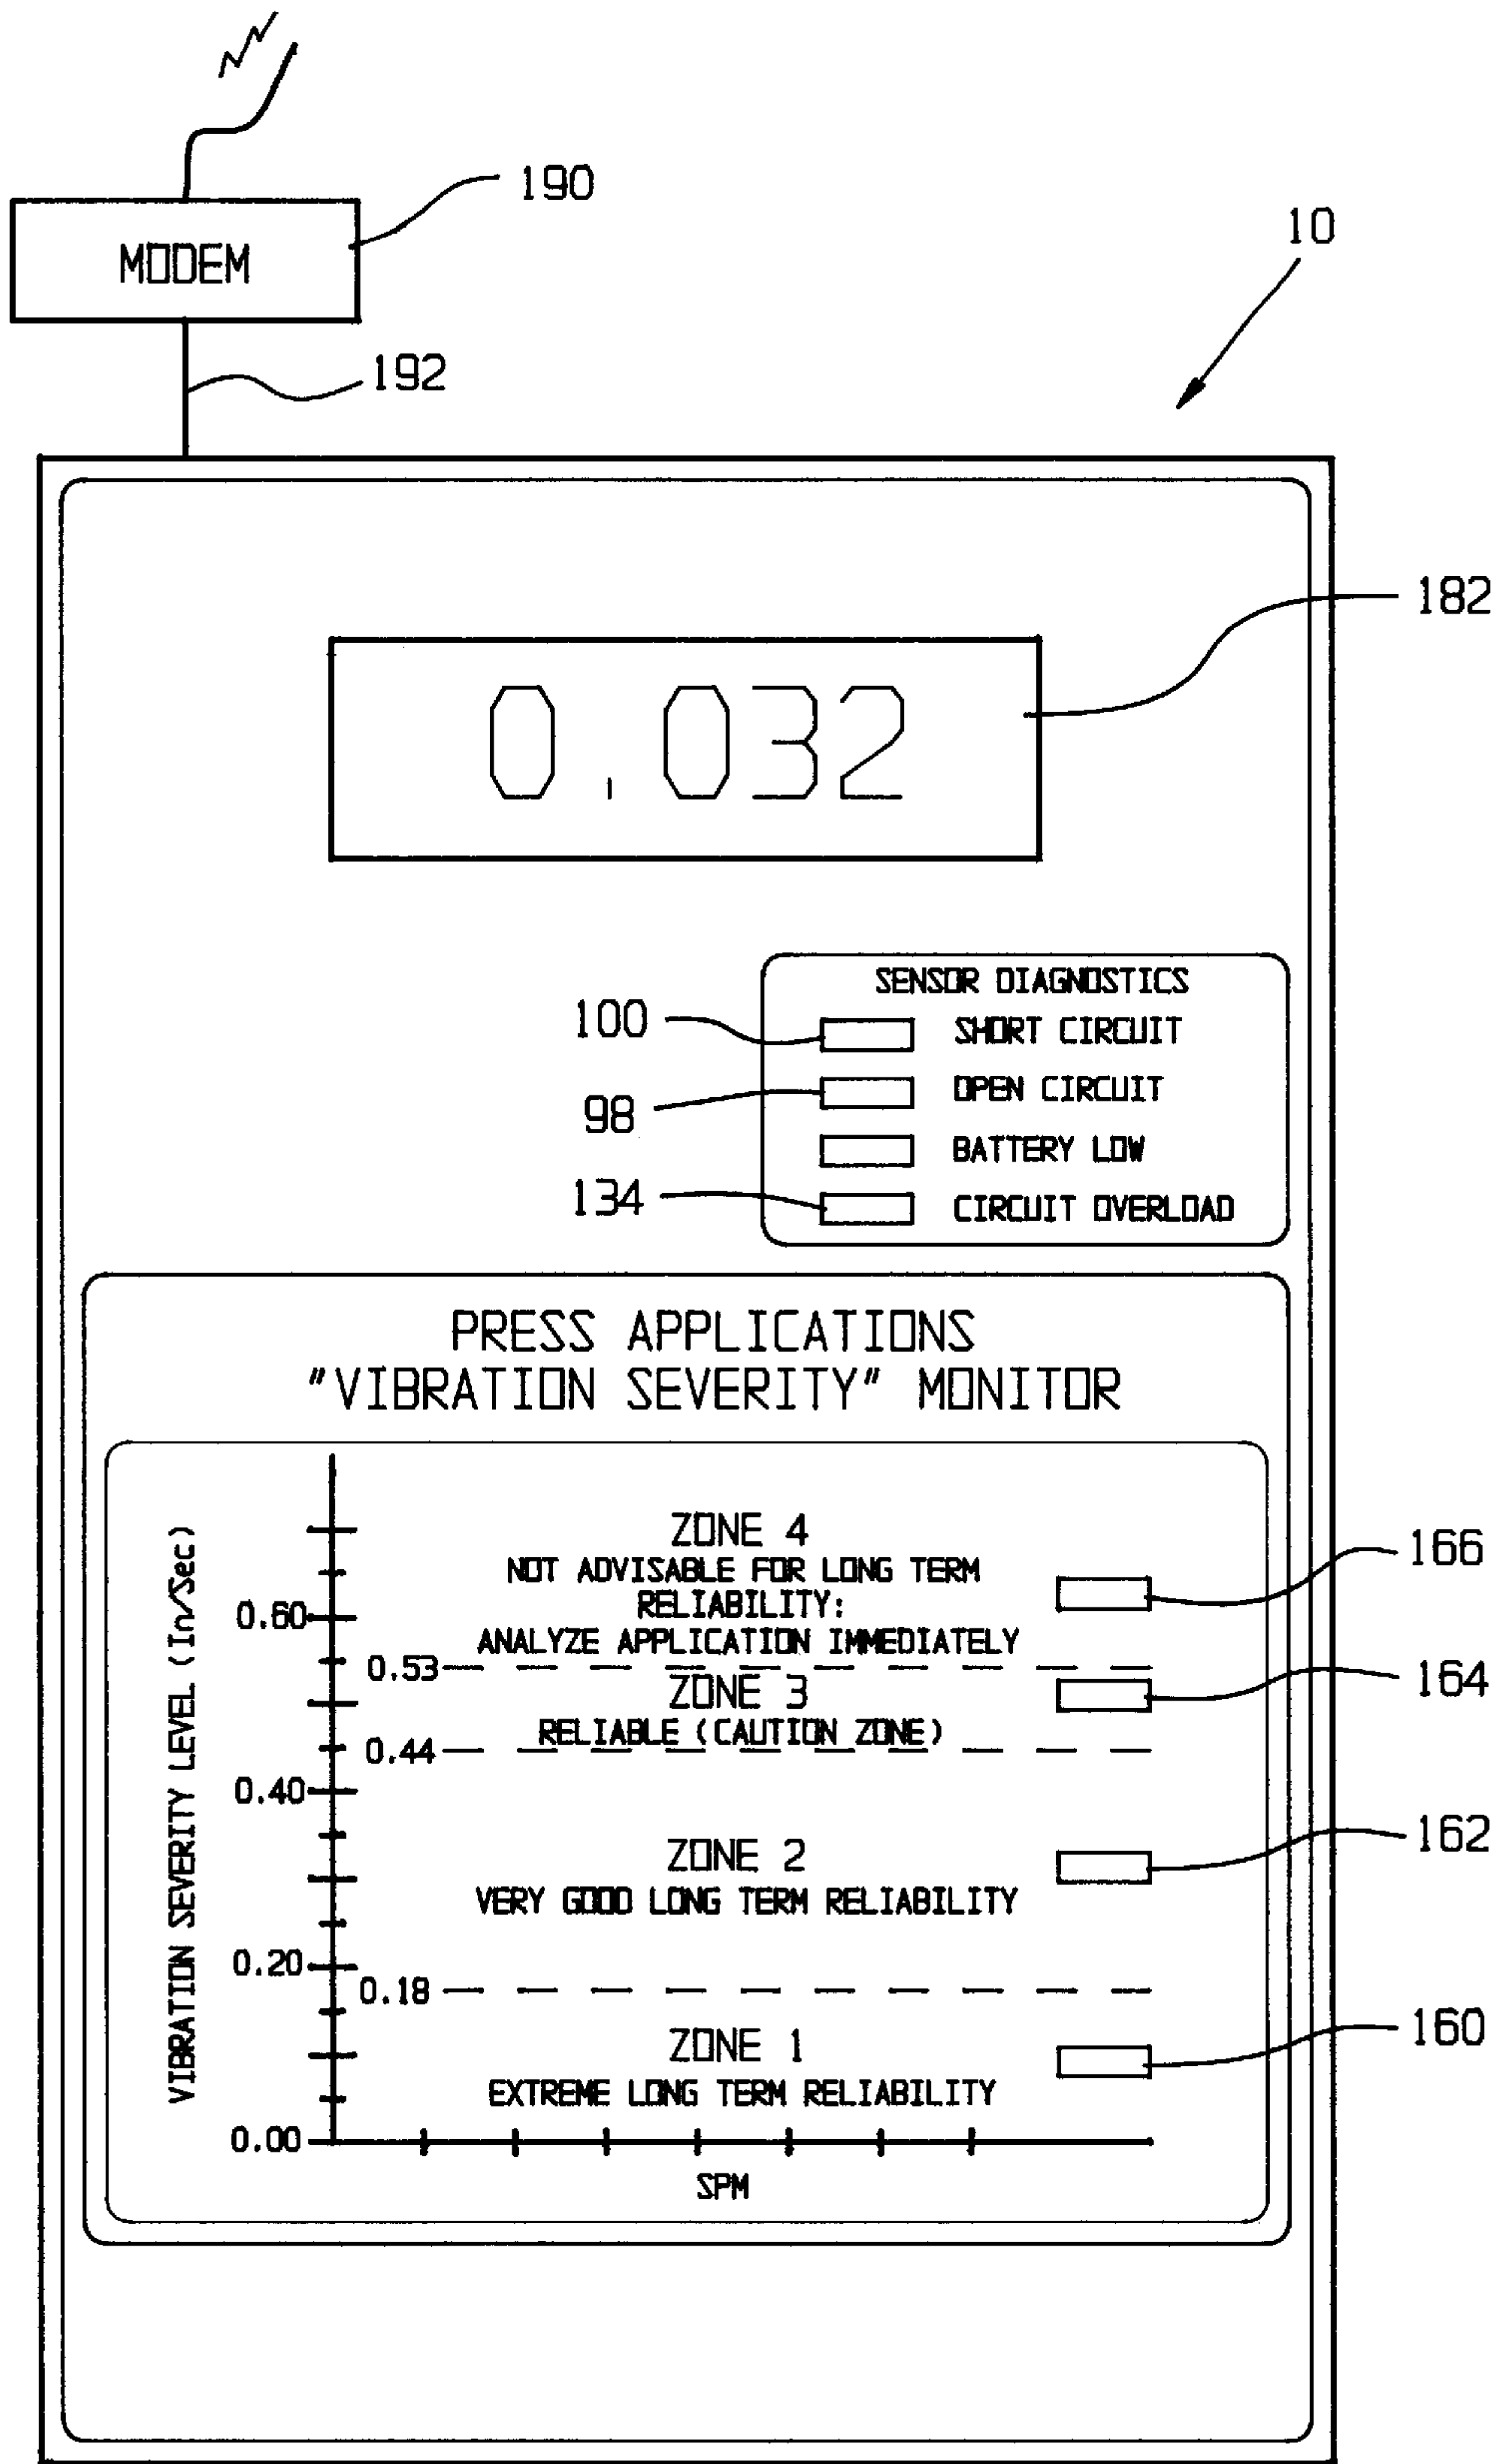 190
MODEM
10
192
182
0.032
SENSOR DIAGNOSTICS
100
SHORT CIRCUIT
98
OPEN CIRCUIT
BATTERY LOW
134
CIRCUIT OVERLOAD
PRESS APPLICATIONS
"VIBRATION SEVERITY" MONITOR
VIBRATION SEVERITY LEVEL (In/Sec)
ZONE 4
NOT ADVISABLE FOR LONG TERM
RELIABILITY:
ANALYZE APPLICATION IMMEDIATELY
166
0.60
0.53
ZONE 3
RELIABLE (CAUTION ZONE)
164
0.44
0.40
ZONE 2
VERY GOOD LONG TERM RELIABILITY
162
0.20
0.18
ZONE 1
EXTREME LONG TERM RELIABILITY
160
0.00
SPM